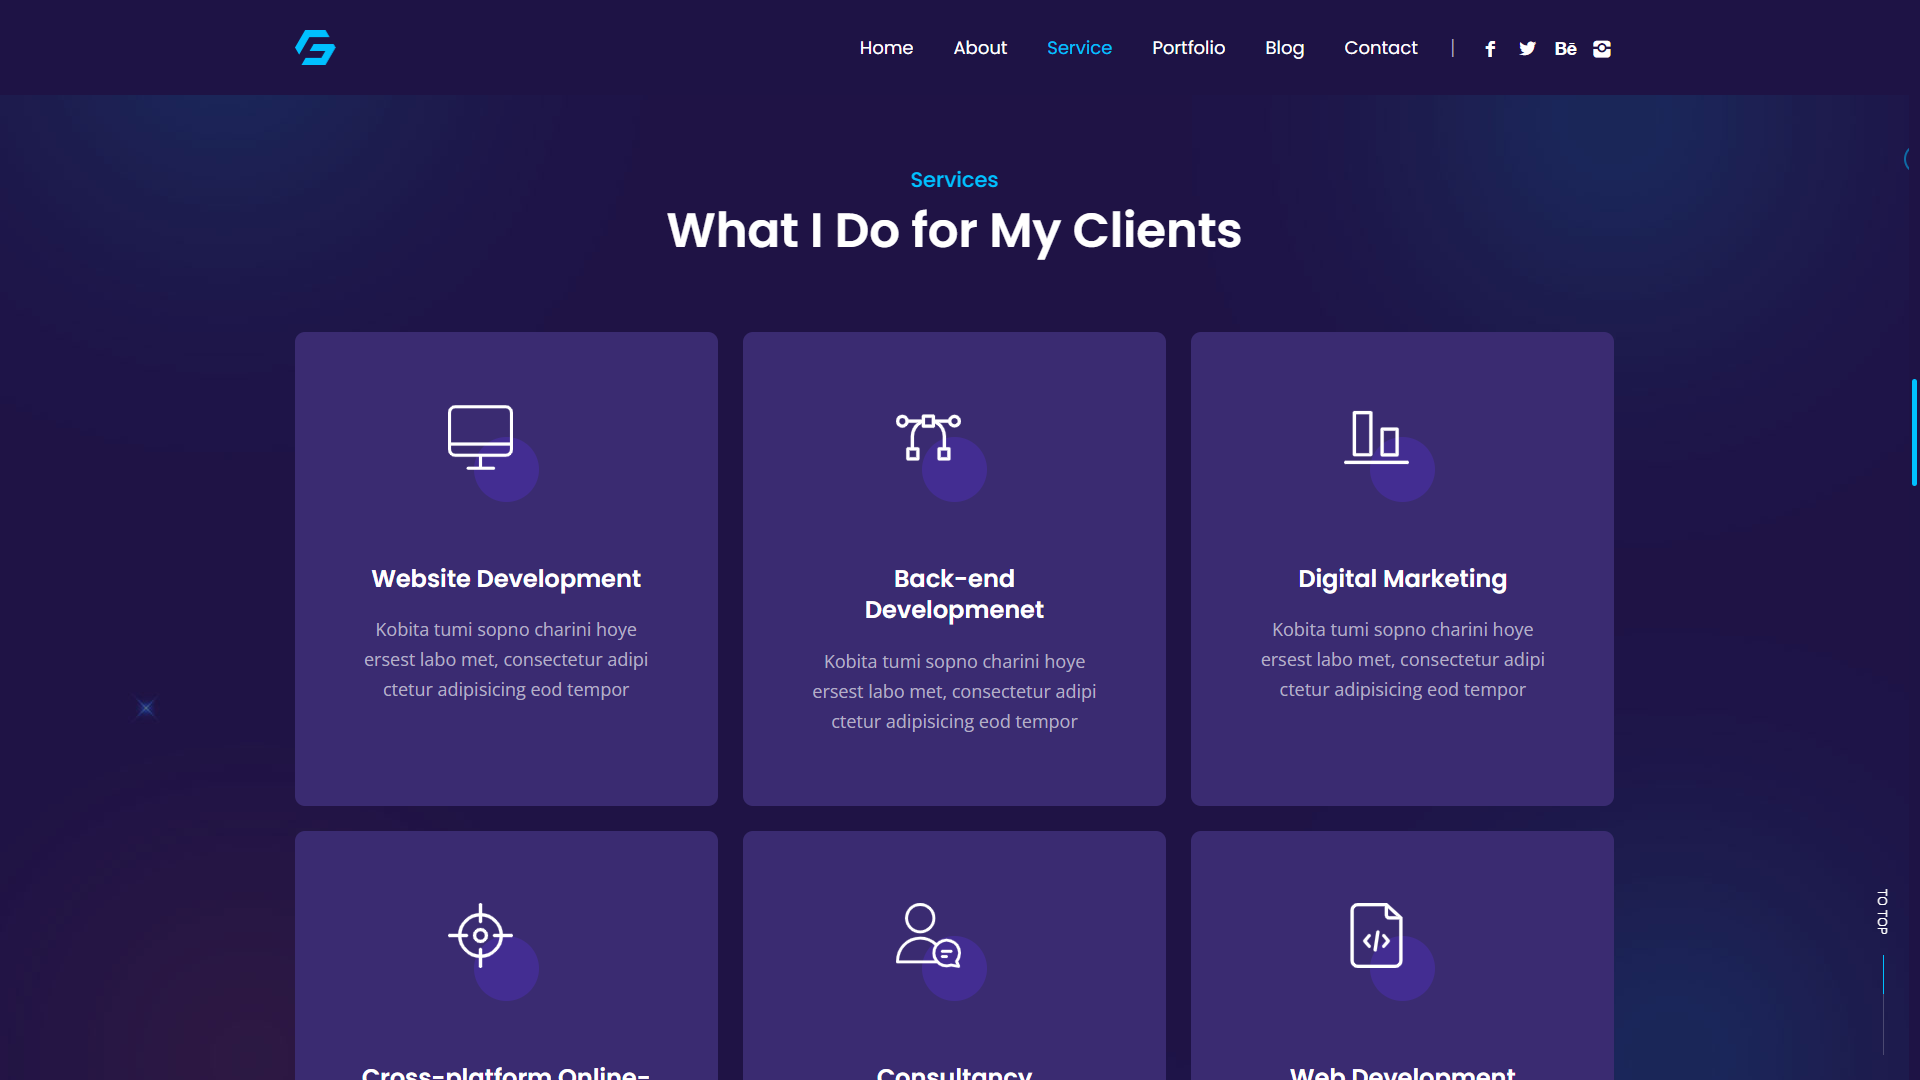 Home About Service Portfolio Blog Contact |
Services
What I Do for My Clients
Website Development
Kobita tumi sopno charini hoye
ersest labo met, consectetur adipi
ctetur adipisicing eod tempor
Back-end
Developmenet
Kobita tumi sopno charini hoye
ersest labo met, consectetur adipi
ctetur adipisicing eod tempor
Digital Marketing
Kobita tumi sopno charini hoye
ersest labo met, consectetur adipi
ctetur adipisicing eod tempor
TO TOP
Cross-platform Online-
Consultancy
Web Development